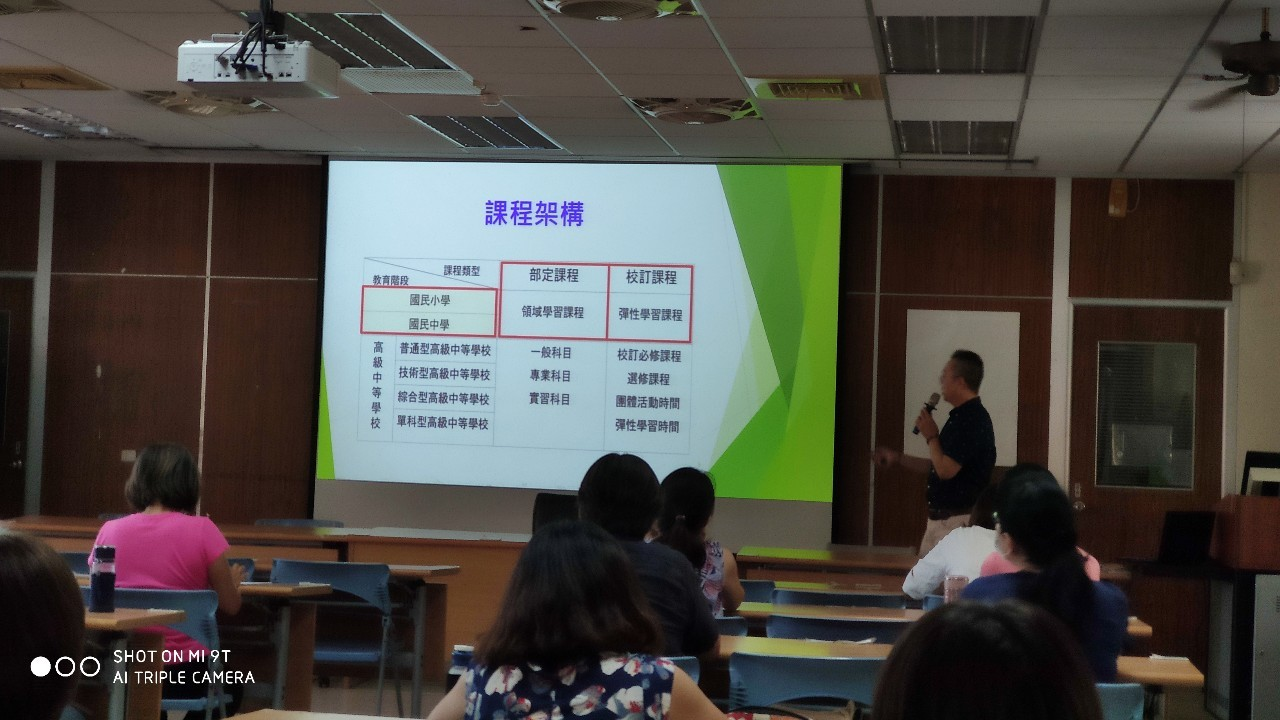 課程架構
課程類型
教育階段
部定課程
校訂課程
國民小學
國民中學
領域學習課程
彈性學習課程
高級中等學校
普通型高級中等學校
技術型高級中等學校
綜合型高級中等學校
單科型高級中等學校
一般科目
專業科目
實習科目
校訂必修課程
選修課程
團體活動時間
彈性學習時間
SHOT ON MI 9T
AI TRIPLE CAMERA